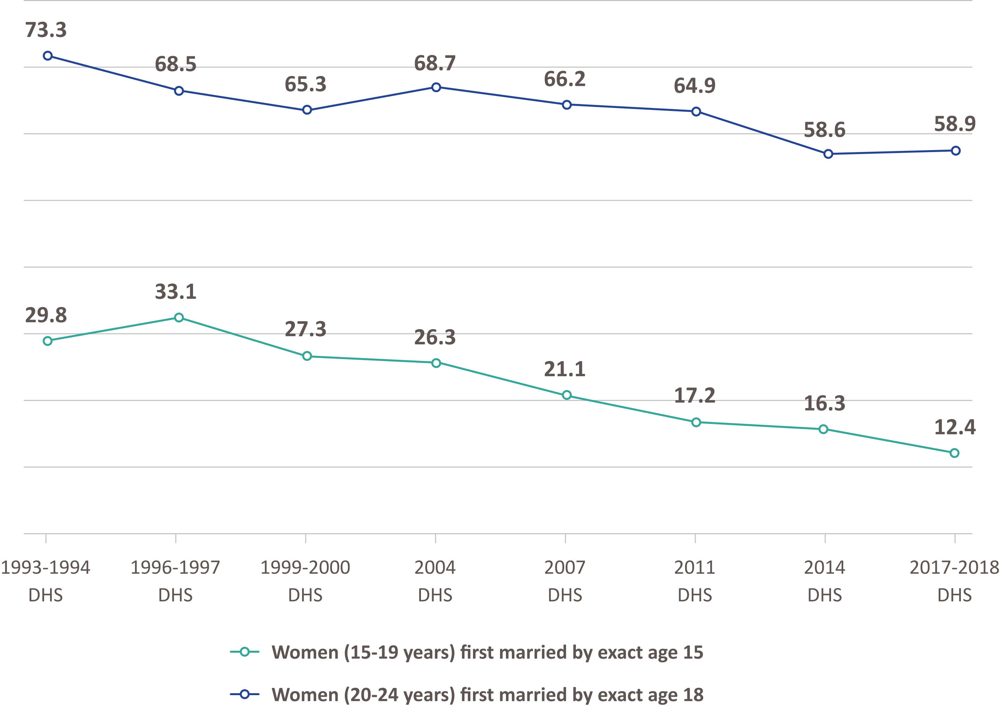 73.3
68.5
65.3
68.7
66.2
64.9
58.6
58.9
29.8
33.1
27.3
26.3
21.1
17.2
16.3
12.4
1993-1994 DHS
1996-1997 DHS
1999-2000 DHS
2004 DHS
2007 DHS
2011 DHS
2014 DHS
2017-2018 DHS
Women (15-19 years) first married by exact age 15
Women (20-24 years) first married by exact age 18